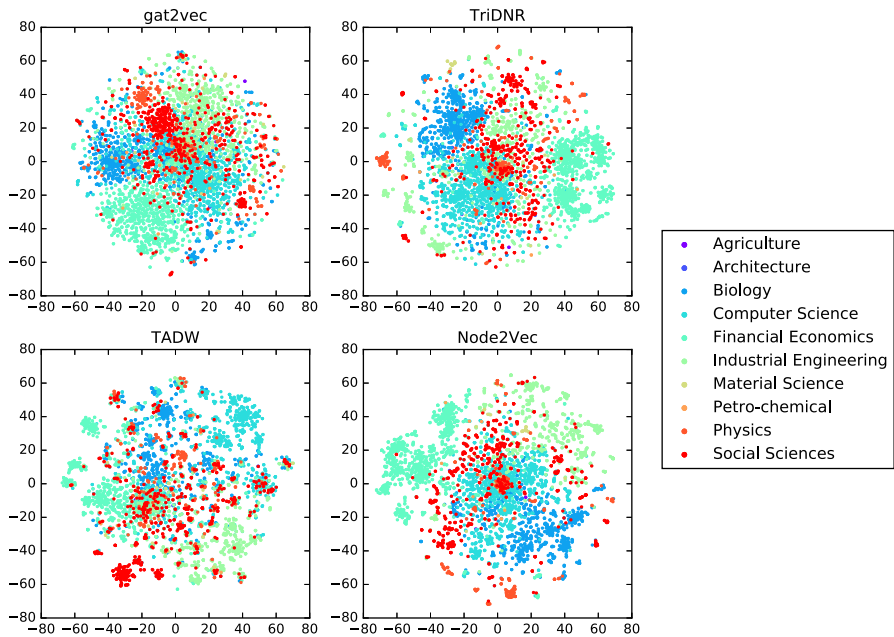 gat2vec
TriDNR
80
60
40
20
0
−20
−40
−60
−80
−80 −60 −40 −20 0 20 40 60 80
80
60
40
20
0
−20
−40
−60
−80
−80 −60 −40 −20 0 20 40 60 80
TADW
Node2Vec
80
60
40
20
0
−20
−40
−60
−80
−80 −60 −40 −20 0 20 40 60 80
80
60
40
20
0
−20
−40
−60
−80
−80 −60 −40 −20 0 20 40 60 80
Agriculture
Architecture
Biology
Computer Science
Financial Economics
Industrial Engineering
Material Science
Petro-chemical
Physics
Social Sciences